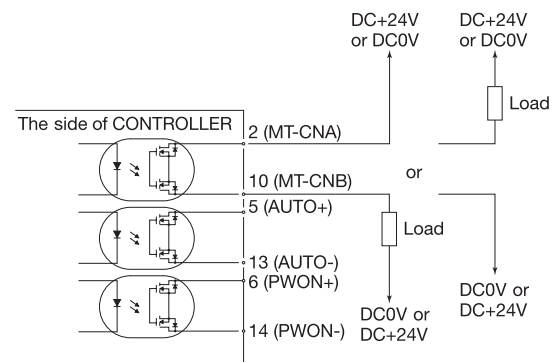 DC+24V
or DC0V
DC+24V
or DC0V
Load
The side of CONTROLLER
2 (MT-CNA)
or
10 (MT-CNB)
5 (AUTO+)
Load
13 (AUTO-)
6 (PWON+)
DC0V or
DC+24V
DC0V or
DC+24V
14 (PWON-)